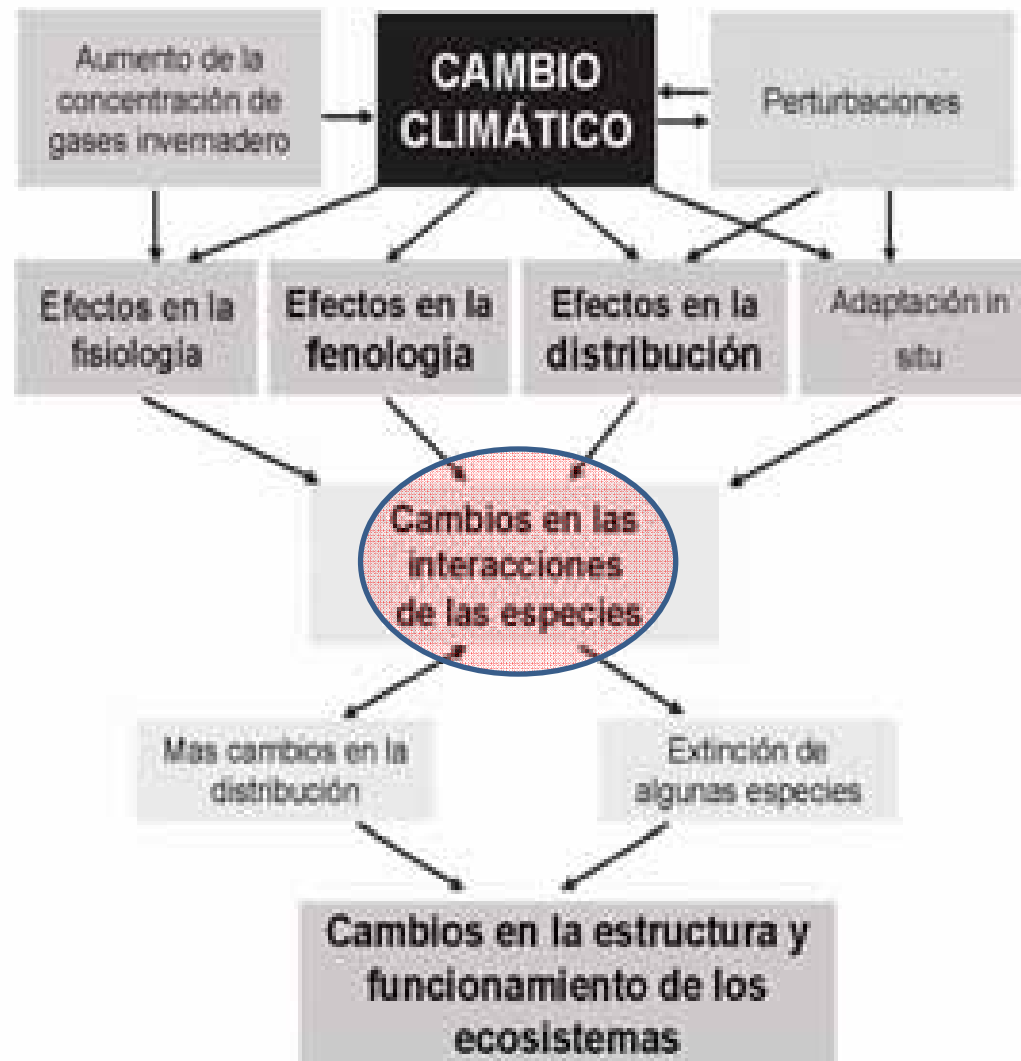 Aumento de la
concentración de
gases invernadero
CAMBIO
CLIMÁTICO
Perturbaciones
Efectos en la
fisiología
Efectos en la
fenología
Efectos en la
distribución
Adaptación in
situ
Cambios en las
interacciones
de las especies
Mas cambios en la
distribución
Extinción de
algunas especies
Cambios en la estructura y
funcionamiento de los
ecosistemas